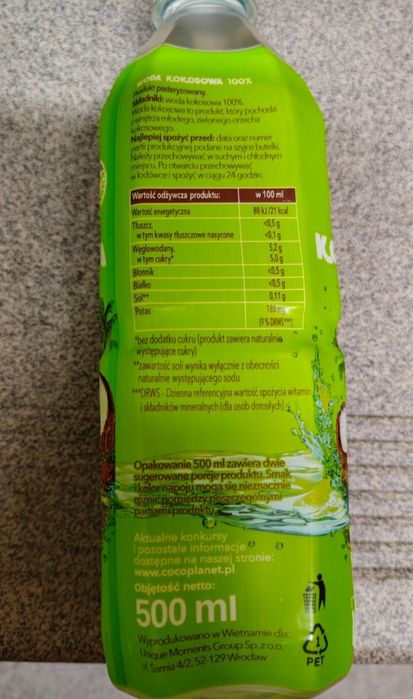 WODA KOKOSOWA 100%
Produkt pasteryzowany.
Składniki: woda kokosowa 100%.
Woda kokosowa to produkt, który pochodzi
z wnętrza młodego, zielonego orzecha
kokosowego.
Najlepiej spożyć przed: data oraz numer
partii produkcyjnej podane na szyjce butelki.
Należy przechowywać w suchym i chłodnym
miejscu. Po otwarciu przechowywać
w lodówce i spożyć w ciągu 24 godzin.
Wartość odżywcza produktu: w 100 ml
Wartość energetyczna 88 kJ/21 kcal
Tłuszcz, <0,5 g
w tym kwasy tłuszczowe nasycone <0,1 g
Węglowodany, 5,2 g
w tym cukry* 5,0 g
Błonnik <0,5 g
Białko <0,5 g
Sól** 0,11 g
Potas
(9% DRWS***)
*bez dodatku cukru (produkt zawiera naturalnie
występujące cukry)
**zawartość soli wynika wyłącznie z obecności
naturalnie występującego sodu
***DRWS - Dzienna referencyjna wartość spożycia witamin
i składników mineralnych (dla osób dorosłych)
Opakowanie 500 ml zawiera dwie
sugerowane porcje produktu. Smak
i kolor napoju mogą się nieznacznie
różnić pomiędzy poszczególnymi
partiami produktu.
Aktualne konkursy
i pozostałe informacje
dostępne na naszej stronie:
www.cocoplanet.pl
Objętość netto:
500 ml
Wyprodukowano w Wietnamie dla:
Unique Moments Group Sp. z o.o.
ul. Sarnia 4/2, 52-129 Wrocław
1
PET
K